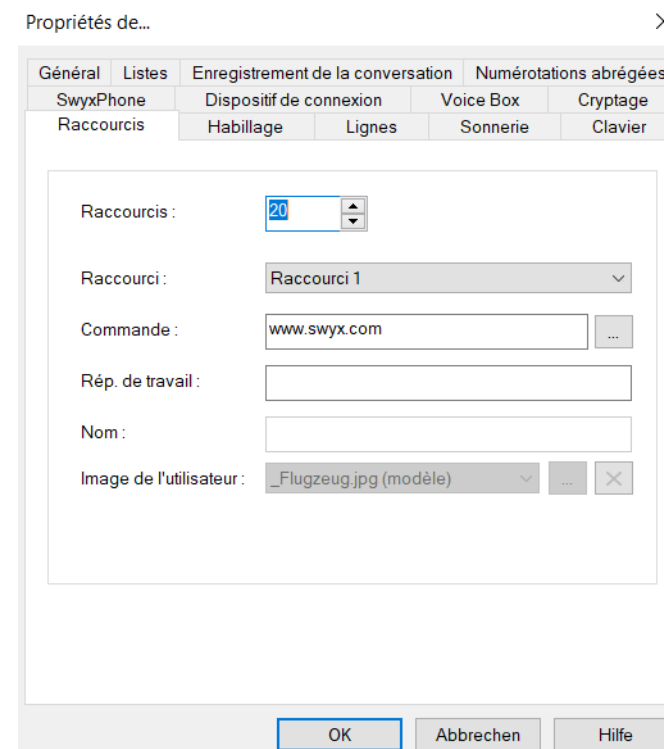 Propriétés de...
Général Listes Enregistrement de la conversation Numérotations abrégées
SwyxPhone Dispositif de connexion Voice Box Cryptage
Raccourcis Habillage Lignes Sonnerie Clavier
Raccourcis : 20
Raccourci : Raccourci 1
Commande : www.swyx.com ...
Rép. de travail :
Nom :
Image de l'utilisateur : _Flugzeug.jpg (modèle) ...
OK Abbrechen Hilfe